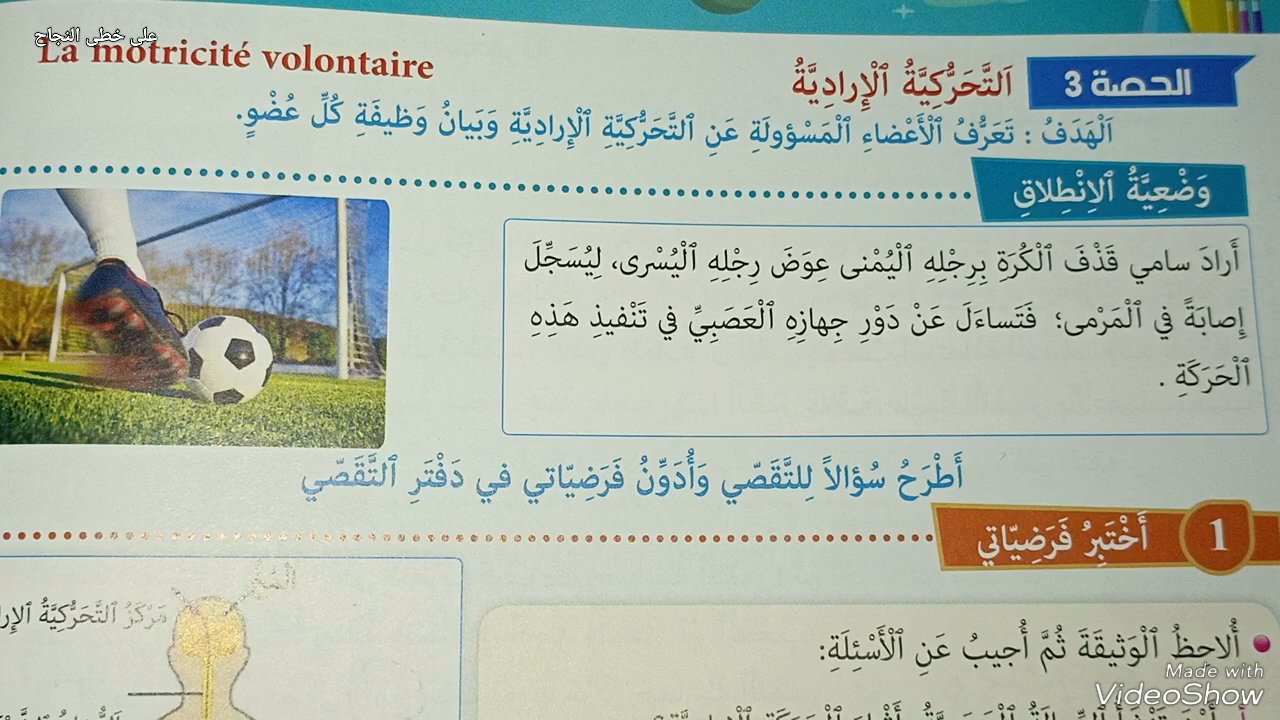 على خطى النجاح
La motricité volontaire
الحصة 3
اَلتَّحَرُّكِيَّةُ ٱلْإِرادِيَّةُ
اَلْهَدَفُ : تَعَرُّفُ ٱلْأَعْضاءِ ٱلْمَسْؤولَةِ عَنِ ٱلتَّحَرُّكِيَّةِ ٱلْإِرادِيَّةِ وَبَيانُ وَظيفَةِ كُلِّ عُضْوٍ.
وَضْعِيَّةُ ٱلِانْطِلاقِ
أَرادَ سامي قَذْفَ ٱلْكُرَةِ بِرِجْلِهِ ٱلْيُمْنى عِوَضَ رِجْلِهِ ٱلْيُسْرى، لِيُسَجِّلَ
إِصابَةً في ٱلْمَرْمى؛ فَتَساءَلَ عَنْ دَوْرِ جِهازِهِ ٱلْعَصَبِيِّ في تَنْفيذِ هَذِهِ
ٱلْحَرَكَةِ .
أَطْرَحُ سُؤالاً لِلتَّقَصّي وَأُدَوِّنُ فَرَضِيّاتي في دَفْتَرِ ٱلتَّقَصّي
1 أَخْتَبِرُ فَرَضِيّاتي
مَرْكَزُ ٱلتَّحَرُّكِيَّةُ
أُلاحِظُ ٱلْوَثيقَةَ ثُمَّ أُجيبُ عَنِ ٱلْأَسْئِلَةِ:
Made with
VideoShow